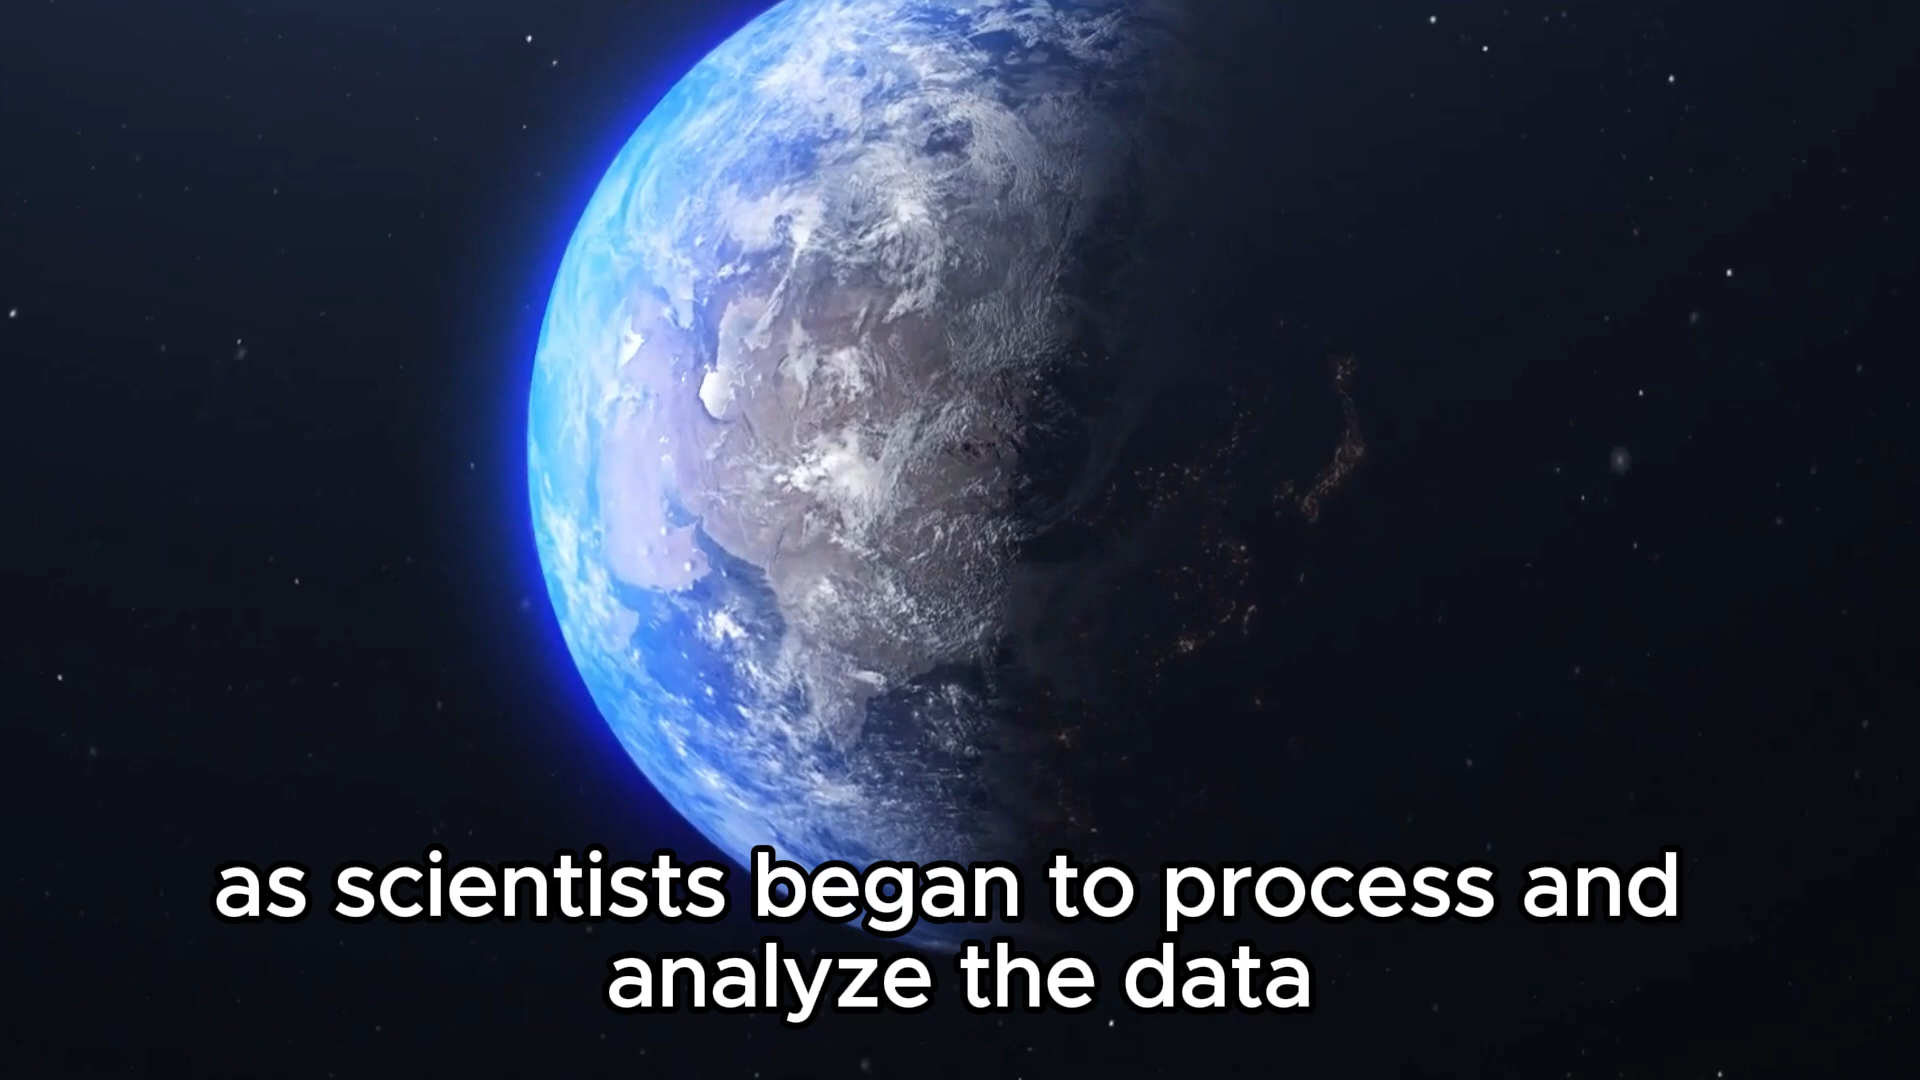 as scientists began to process and
analyze the data